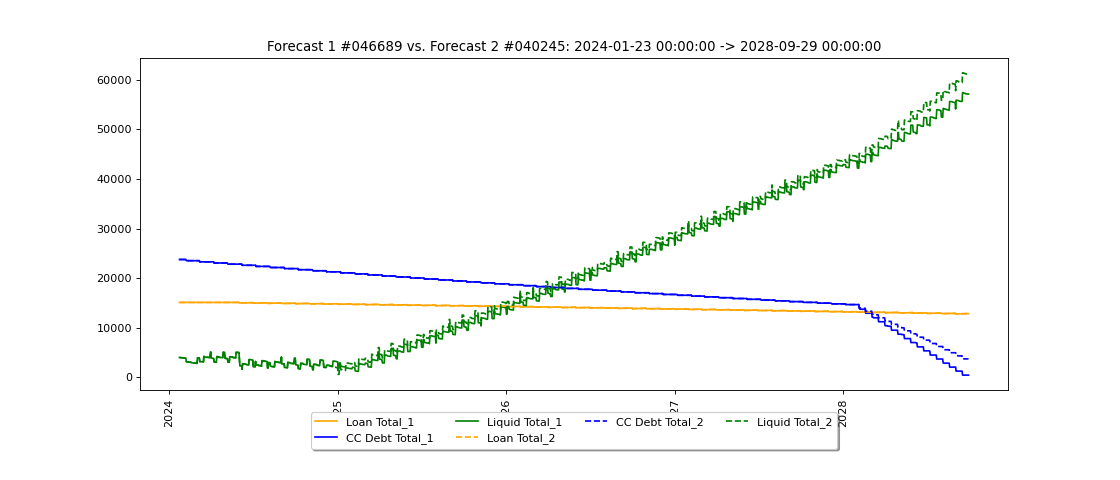 Forecast 1 #046689 vs. Forecast 2 #040245: 2024-01-23 00:00:00 -> 2028-09-29 00:00:00
60000
50000
40000
30000
20000
10000
0
2024
25
26
27
2028
Loan Total_1
Liquid Total_1
CC Debt Total_2
Liquid Total_2
CC Debt Total_1
Loan Total_2